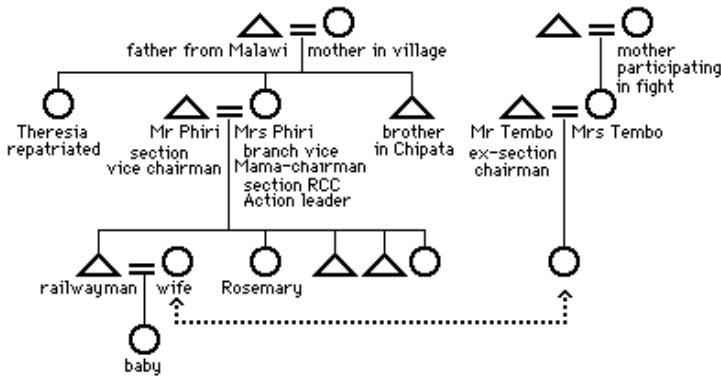 father from Malawi
mother in village
mother
participating
in fight
Theresia
repatriated
Mr Phiri
section
vice chairman
Mrs Phiri
branch vice
Mama-chairman
section RCC
Action leader
brother
in Chipata
Mr Tembo
ex-section
chairman
Mrs Tembo
railwayman
wife
Rosemary
baby